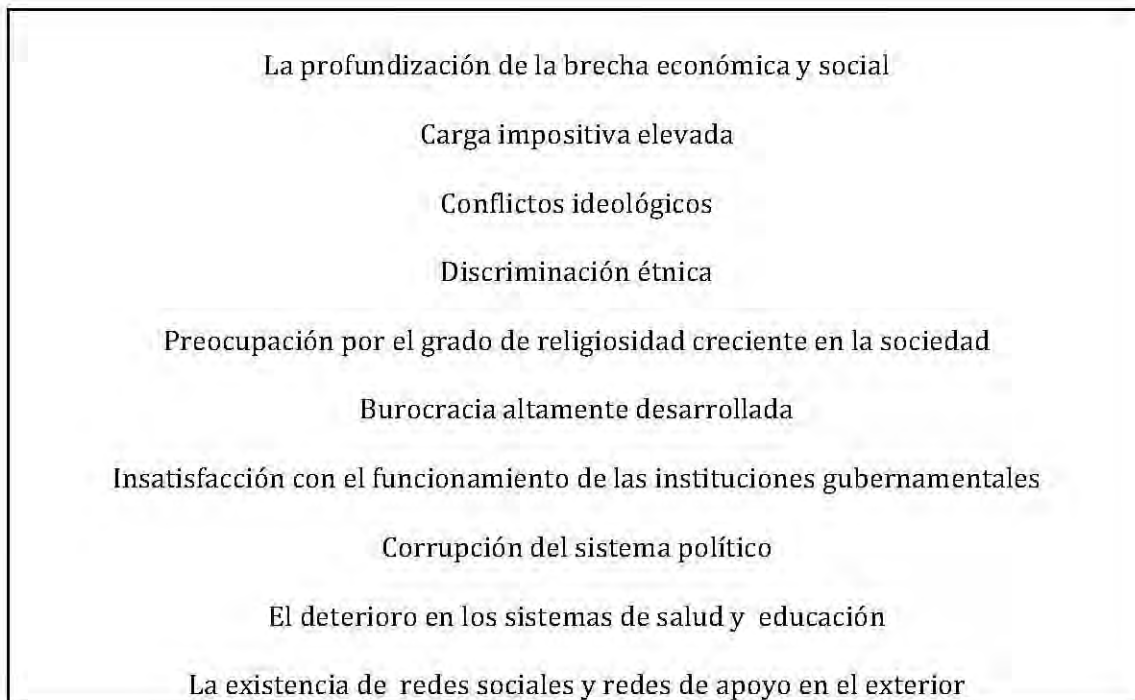 La profundización de la brecha económica y social
Carga impositiva elevada
Conflictos ideológicos
Discriminación étnica
Preocupación por el grado de religiosidad creciente en la sociedad
Burocracia altamente desarrollada
Insatisfacción con el funcionamiento de las instituciones gubernamentales
Corrupción del sistema político
El deterioro en los sistemas de salud y educación
La existencia de redes sociales y redes de apoyo en el exterior